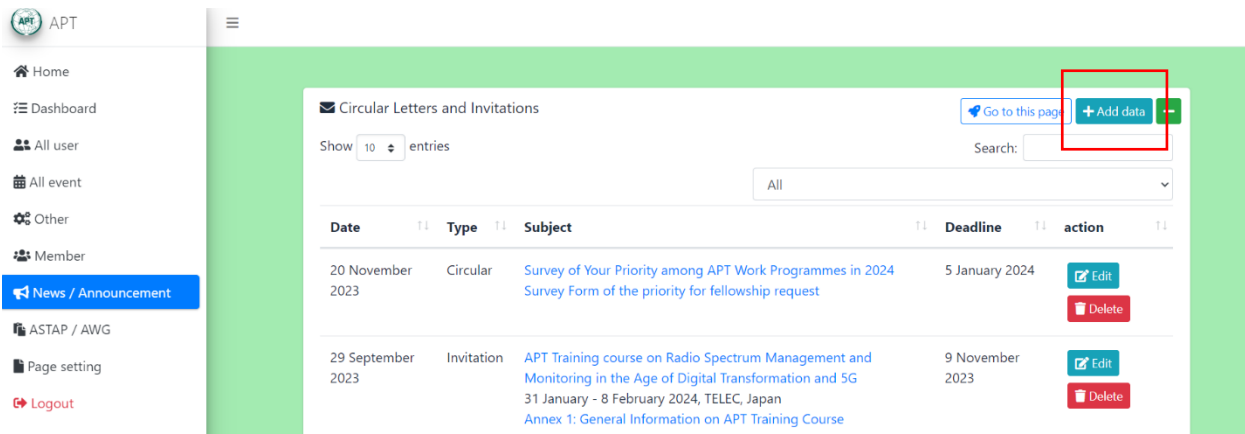 APT APT
Home
Dashboard
All user
All event
Other
Member
News / Announcement
ASTAP / AWG
Page setting
Logout
Circular Letters and Invitations
Go to this page
Add data
Show 10 entries
Search:
All
Date Type Subject Deadline action
20 November 2023
Circular
Survey of Your Priority among APT Work Programmes in 2024
Survey Form of the priority for fellowship request
5 January 2024
Edit
Delete
29 September 2023
Invitation
APT Training course on Radio Spectrum Management and
Monitoring in the Age of Digital Transformation and 5G
31 January - 8 February 2024, TELEC, Japan
Annex 1: General Information on APT Training Course
9 November 2023
Edit
Delete